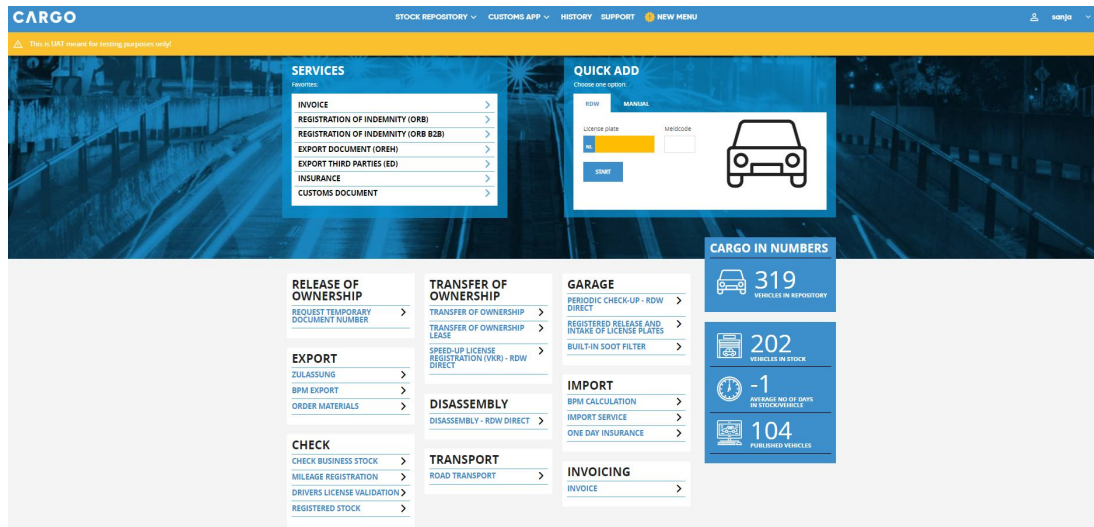 CARGO
STOCK REPOSITORY CUSTOMS APP HISTORY SUPPORT NEW MENU
sanja
This is UAT meant for testing purposes only!
SERVICES
Favorites:
INVOICE
REGISTRATION OF INDEMNITY (ORB)
REGISTRATION OF INDEMNITY (ORB B2B)
EXPORT DOCUMENT (OREH)
EXPORT THIRD PARTIES (ED)
INSURANCE
CUSTOMS DOCUMENT
QUICK ADD
Choose one option:
RDW MANUAL
License plate Meldcode
NL
START
CARGO IN NUMBERS
319
VEHICLES IN REPOSITORY
202
VEHICLES IN STOCK
-1
AVERAGE NO OF DAYS
IN STOCK/VEHICLE
104
PUBLISHED VEHICLES
RELEASE OF
OWNERSHIP
REQUEST TEMPORARY
DOCUMENT NUMBER
EXPORT
ZULASSUNG
BPM EXPORT
ORDER MATERIALS
CHECK
CHECK BUSINESS STOCK
MILEAGE REGISTRATION
DRIVERS LICENSE VALIDATION
REGISTERED STOCK
TRANSFER OF
OWNERSHIP
TRANSFER OF OWNERSHIP
TRANSFER OF OWNERSHIP
LEASE
SPEED-UP LICENSE
REGISTRATION (VKR) - RDW
DIRECT
DISASSEMBLY
DISASSEMBLY - RDW DIRECT
TRANSPORT
ROAD TRANSPORT
GARAGE
PERIODIC CHECK-UP - RDW
DIRECT
REGISTERED RELEASE AND
INTAKE OF LICENSE PLATES
BUILT-IN SOOT FILTER
IMPORT
BPM CALCULATION
IMPORT SERVICE
ONE DAY INSURANCE
INVOICING
INVOICE